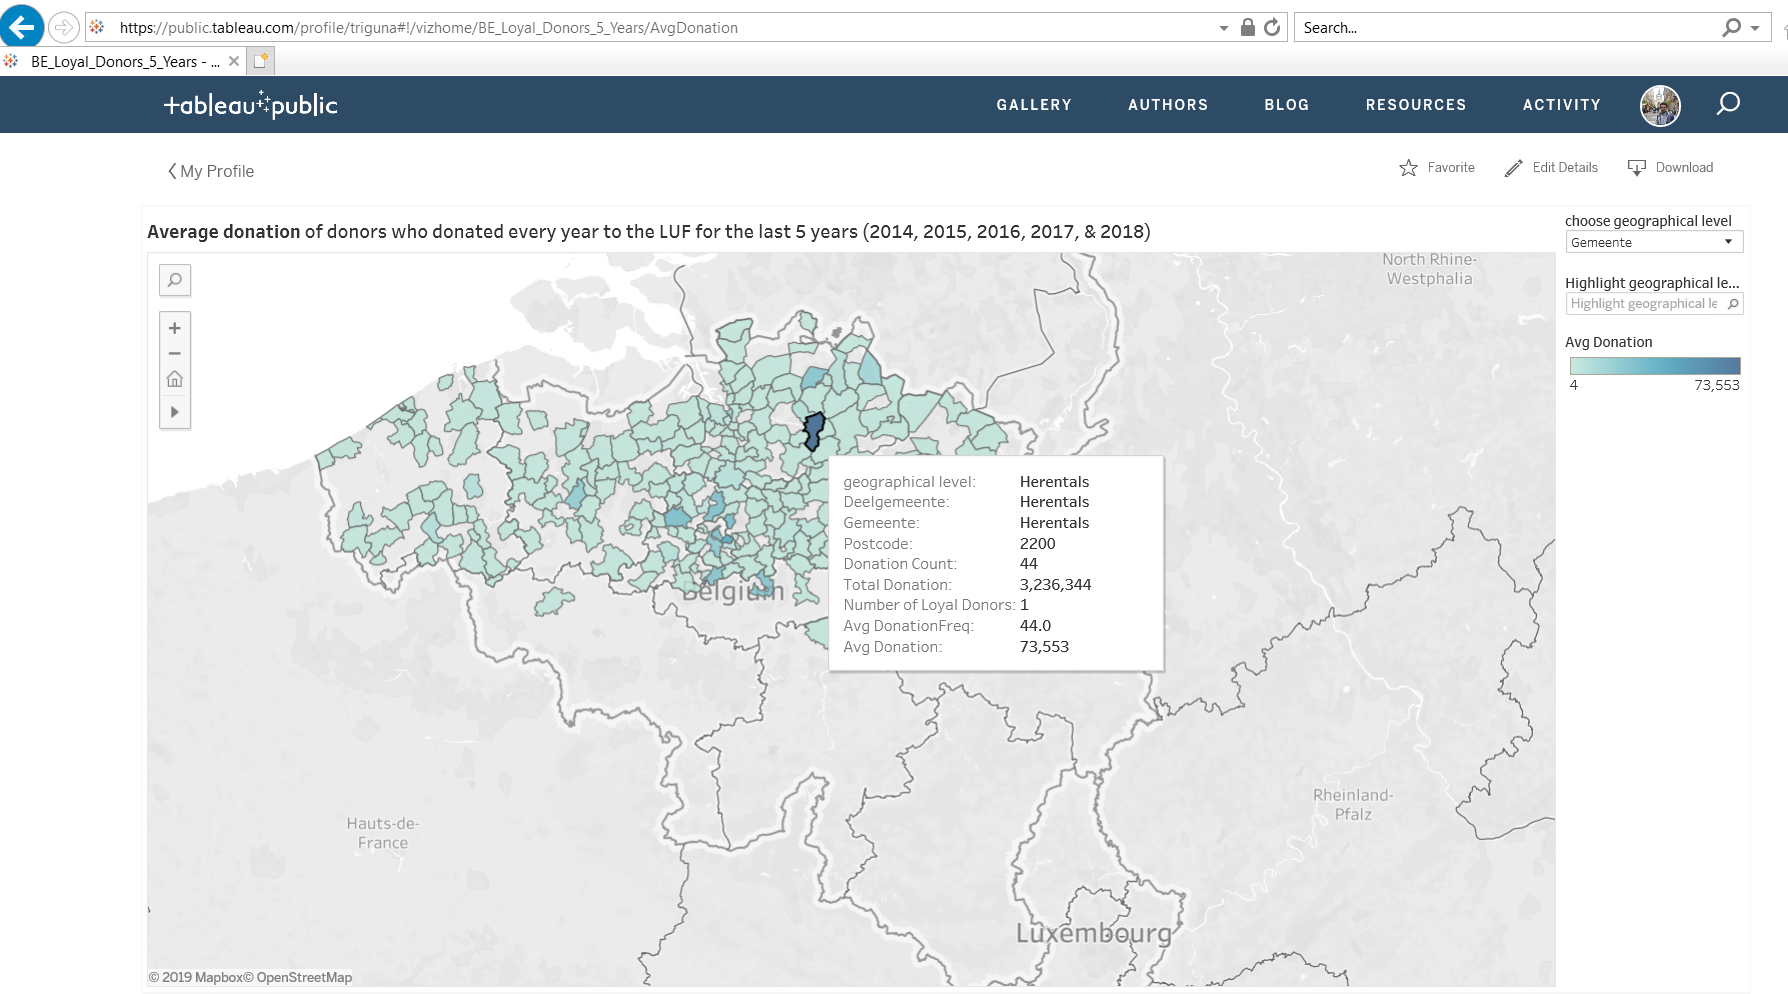 https://public.tableau.com/profile/triguna#!/vizhome/BE_Loyal_Donors_5_Years/AvgDonation
Search...
BE_Loyal_Donors_5_Years - ...
tableau public
GALLERY
AUTHORS
BLOG
RESOURCES
ACTIVITY
My Profile
Favorite
Edit Details
Download
Average donation of donors who donated every year to the LUF for the last 5 years (2014, 2015, 2016, 2017, & 2018)
choose geographical level
Gemeente
Highlight geographical le...
Highlight geographical le
Avg Donation
4 73,553
North Rhine-
Westphalia
Belgium
geographical level: Herentals
Deelgemeente: Herentals
Gemeente: Herentals
Postcode: 2200
Donation Count: 44
Total Donation: 3,236,344
Number of Loyal Donors: 1
Avg DonationFreq: 44.0
Avg Donation: 73,553
Hauts-de-
France
Rheinland-
Pfalz
Luxembourg
© 2019 Mapbox© OpenStreetMap